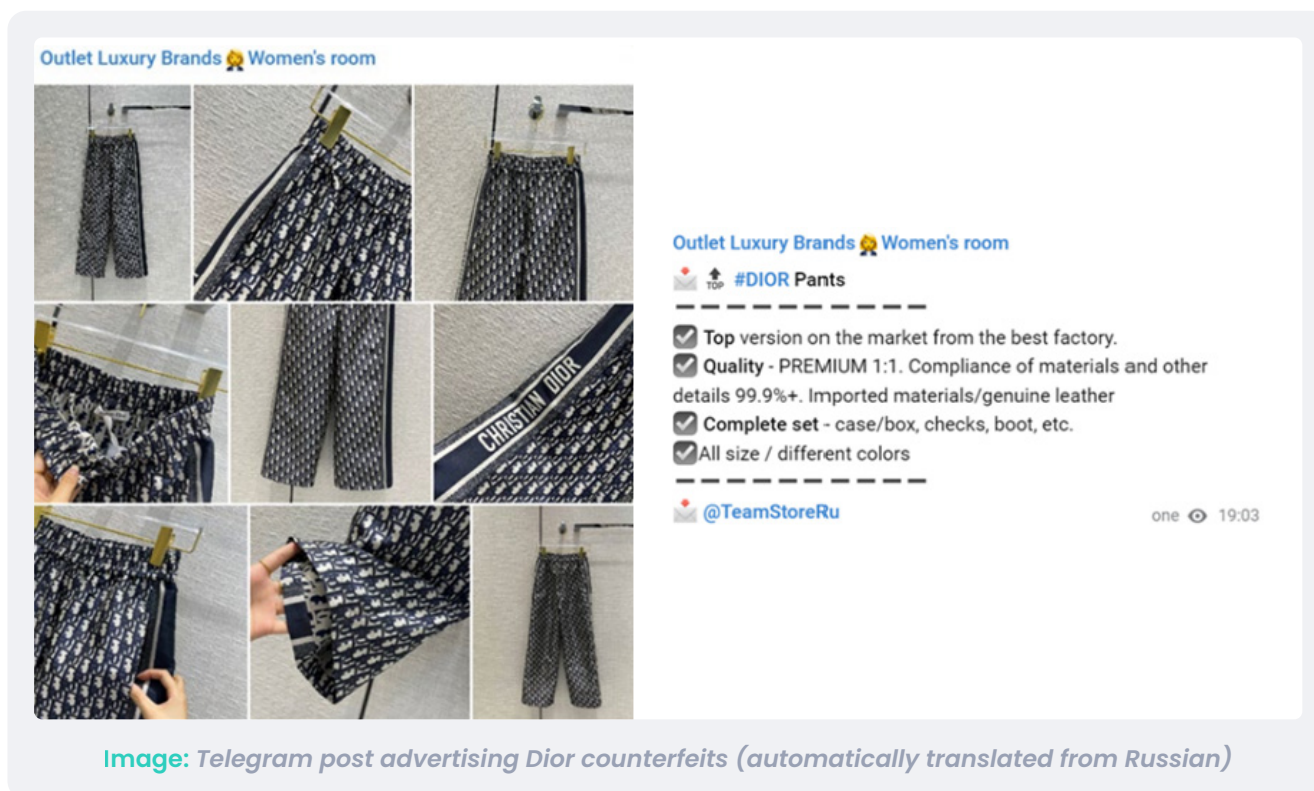 Outlet Luxury Brands🙅Women's room
CHRISTIAN DIOR
Outlet Luxury Brands🙅Women's room
📩 🔝 #DIOR Pants
— — — — — — — — — —
☑ Top version on the market from the best factory.
☑ Quality - PREMIUM 1:1. Compliance of materials and other
details 99.9%+. Imported materials/genuine leather
☑ Complete set - case/box, checks, boot, etc.
☑All size / different colors
— — — — — — — — — —
📩 @TeamStoreRu
one 19:03
Image: Telegram post advertising Dior counterfeits (automatically translated from Russian)